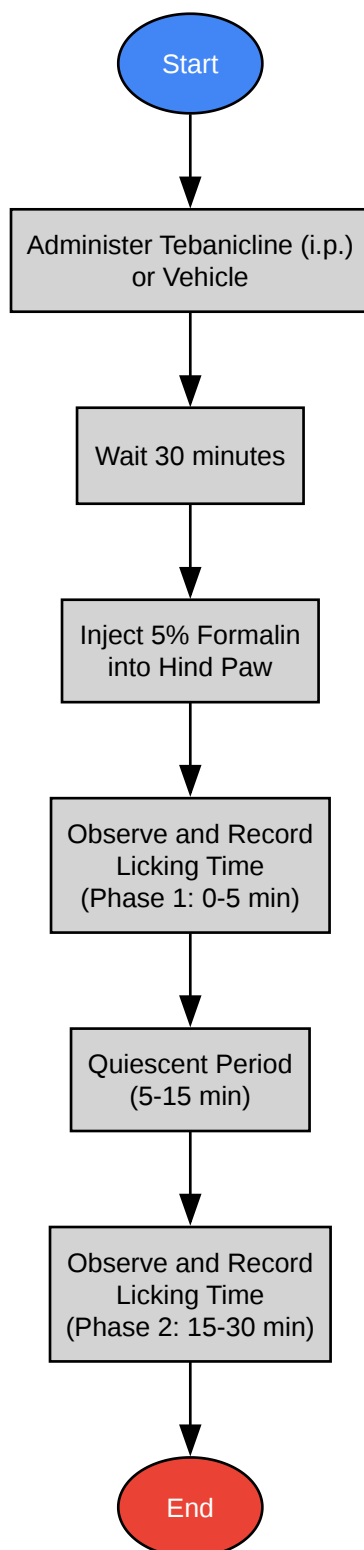 Start
Administer Tebanicline (i.p.)
or Vehicle
Wait 30 minutes
Inject 5% Formalin
into Hind Paw
Observe and Record
Licking Time
(Phase 1: 0-5 min)
Quiescent Period
(5-15 min)
Observe and Record
Licking Time
(Phase 2: 15-30 min)
End